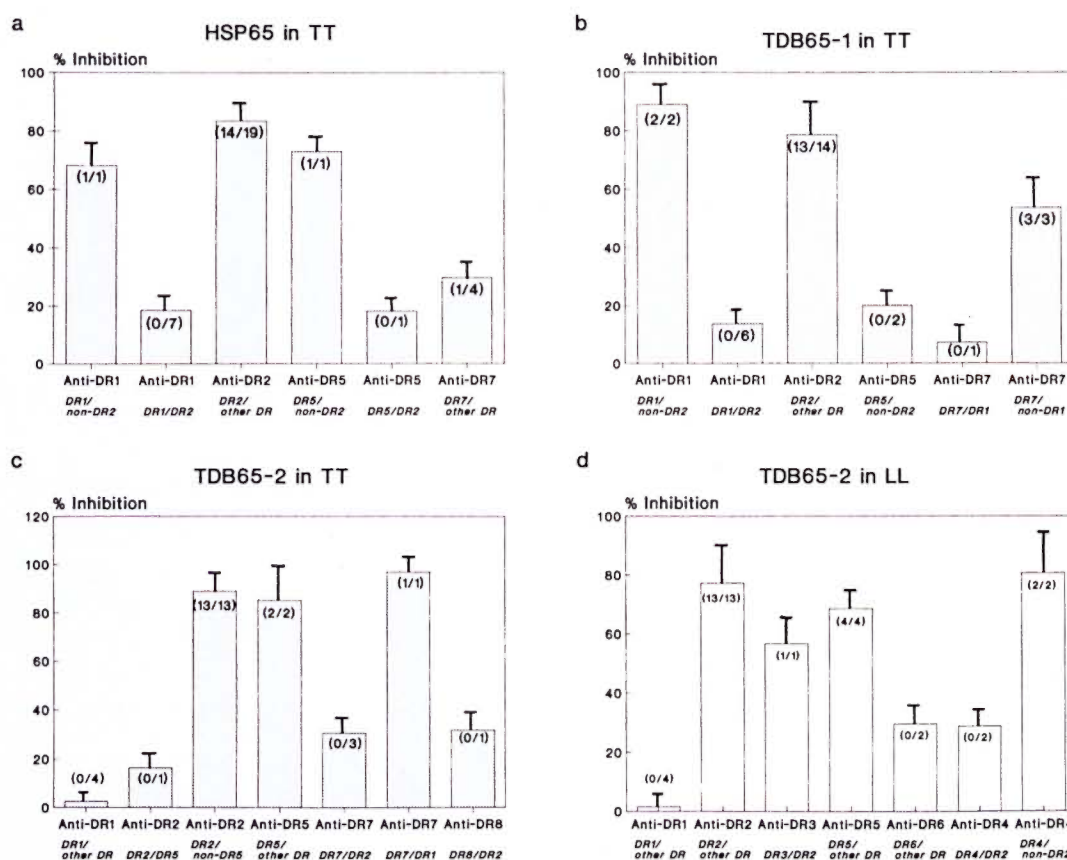 a
HSP65 in TT
% Inhibition
100
80
60
40
20
0
(1/1)
(0/7)
(14/19)
(1/1)
(0/1)
(1/4)
Anti-DR1 Anti-DR1 Anti-DR2 Anti-DR5 Anti-DR5 Anti-DR7
DR1/ non-DR2 DR1/DR2 DR2/ other DR DR5/ non-DR2 DR5/DR2 DR7/ other DR
b
TDB65-1 in TT
% Inhibition
100
80
60
40
20
0
(2/2)
(0/6)
(13/14)
(0/2)
(0/1)
(3/3)
Anti-DR1 Anti-DR1 Anti-DR2 Anti-DR5 Anti-DR7 Anti-DR7
DR1/ non-DR2 DR1/DR2 DR2/ other DR DR5/ non-DR2 DR7/DR1 DR7/ non-DR1
c
TDB65-2 in TT
% Inhibition
120
100
80
60
40
20
0
(0/4)
(0/1)
(13/13)
(2/2)
(0/3)
(1/1)
(0/1)
Anti-DR1 Anti-DR2 Anti-DR2 Anti-DR5 Anti-DR7 Anti-DR7 Anti-DR8
DR1/ other DR DR2/DR5 DR2/ non-DR5 DR5/ other DR DR7/DR2 DR7/DR1 DR8/DR2
d
TDB65-2 in LL
% Inhibition
100
80
60
40
20
0
(0/4)
(13/13)
(1/1)
(4/4)
(0/2)
(0/2)
(2/2)
Anti-DR1 Anti-DR2 Anti-DR3 Anti-DR5 Anti-DR6 Anti-DR4 Anti-DR4
DR1/ other DR DR2/ other DR DR3/DR2 DR5/ other DR DR6/ other DR DR4/DR2 DR4/ non-DR2